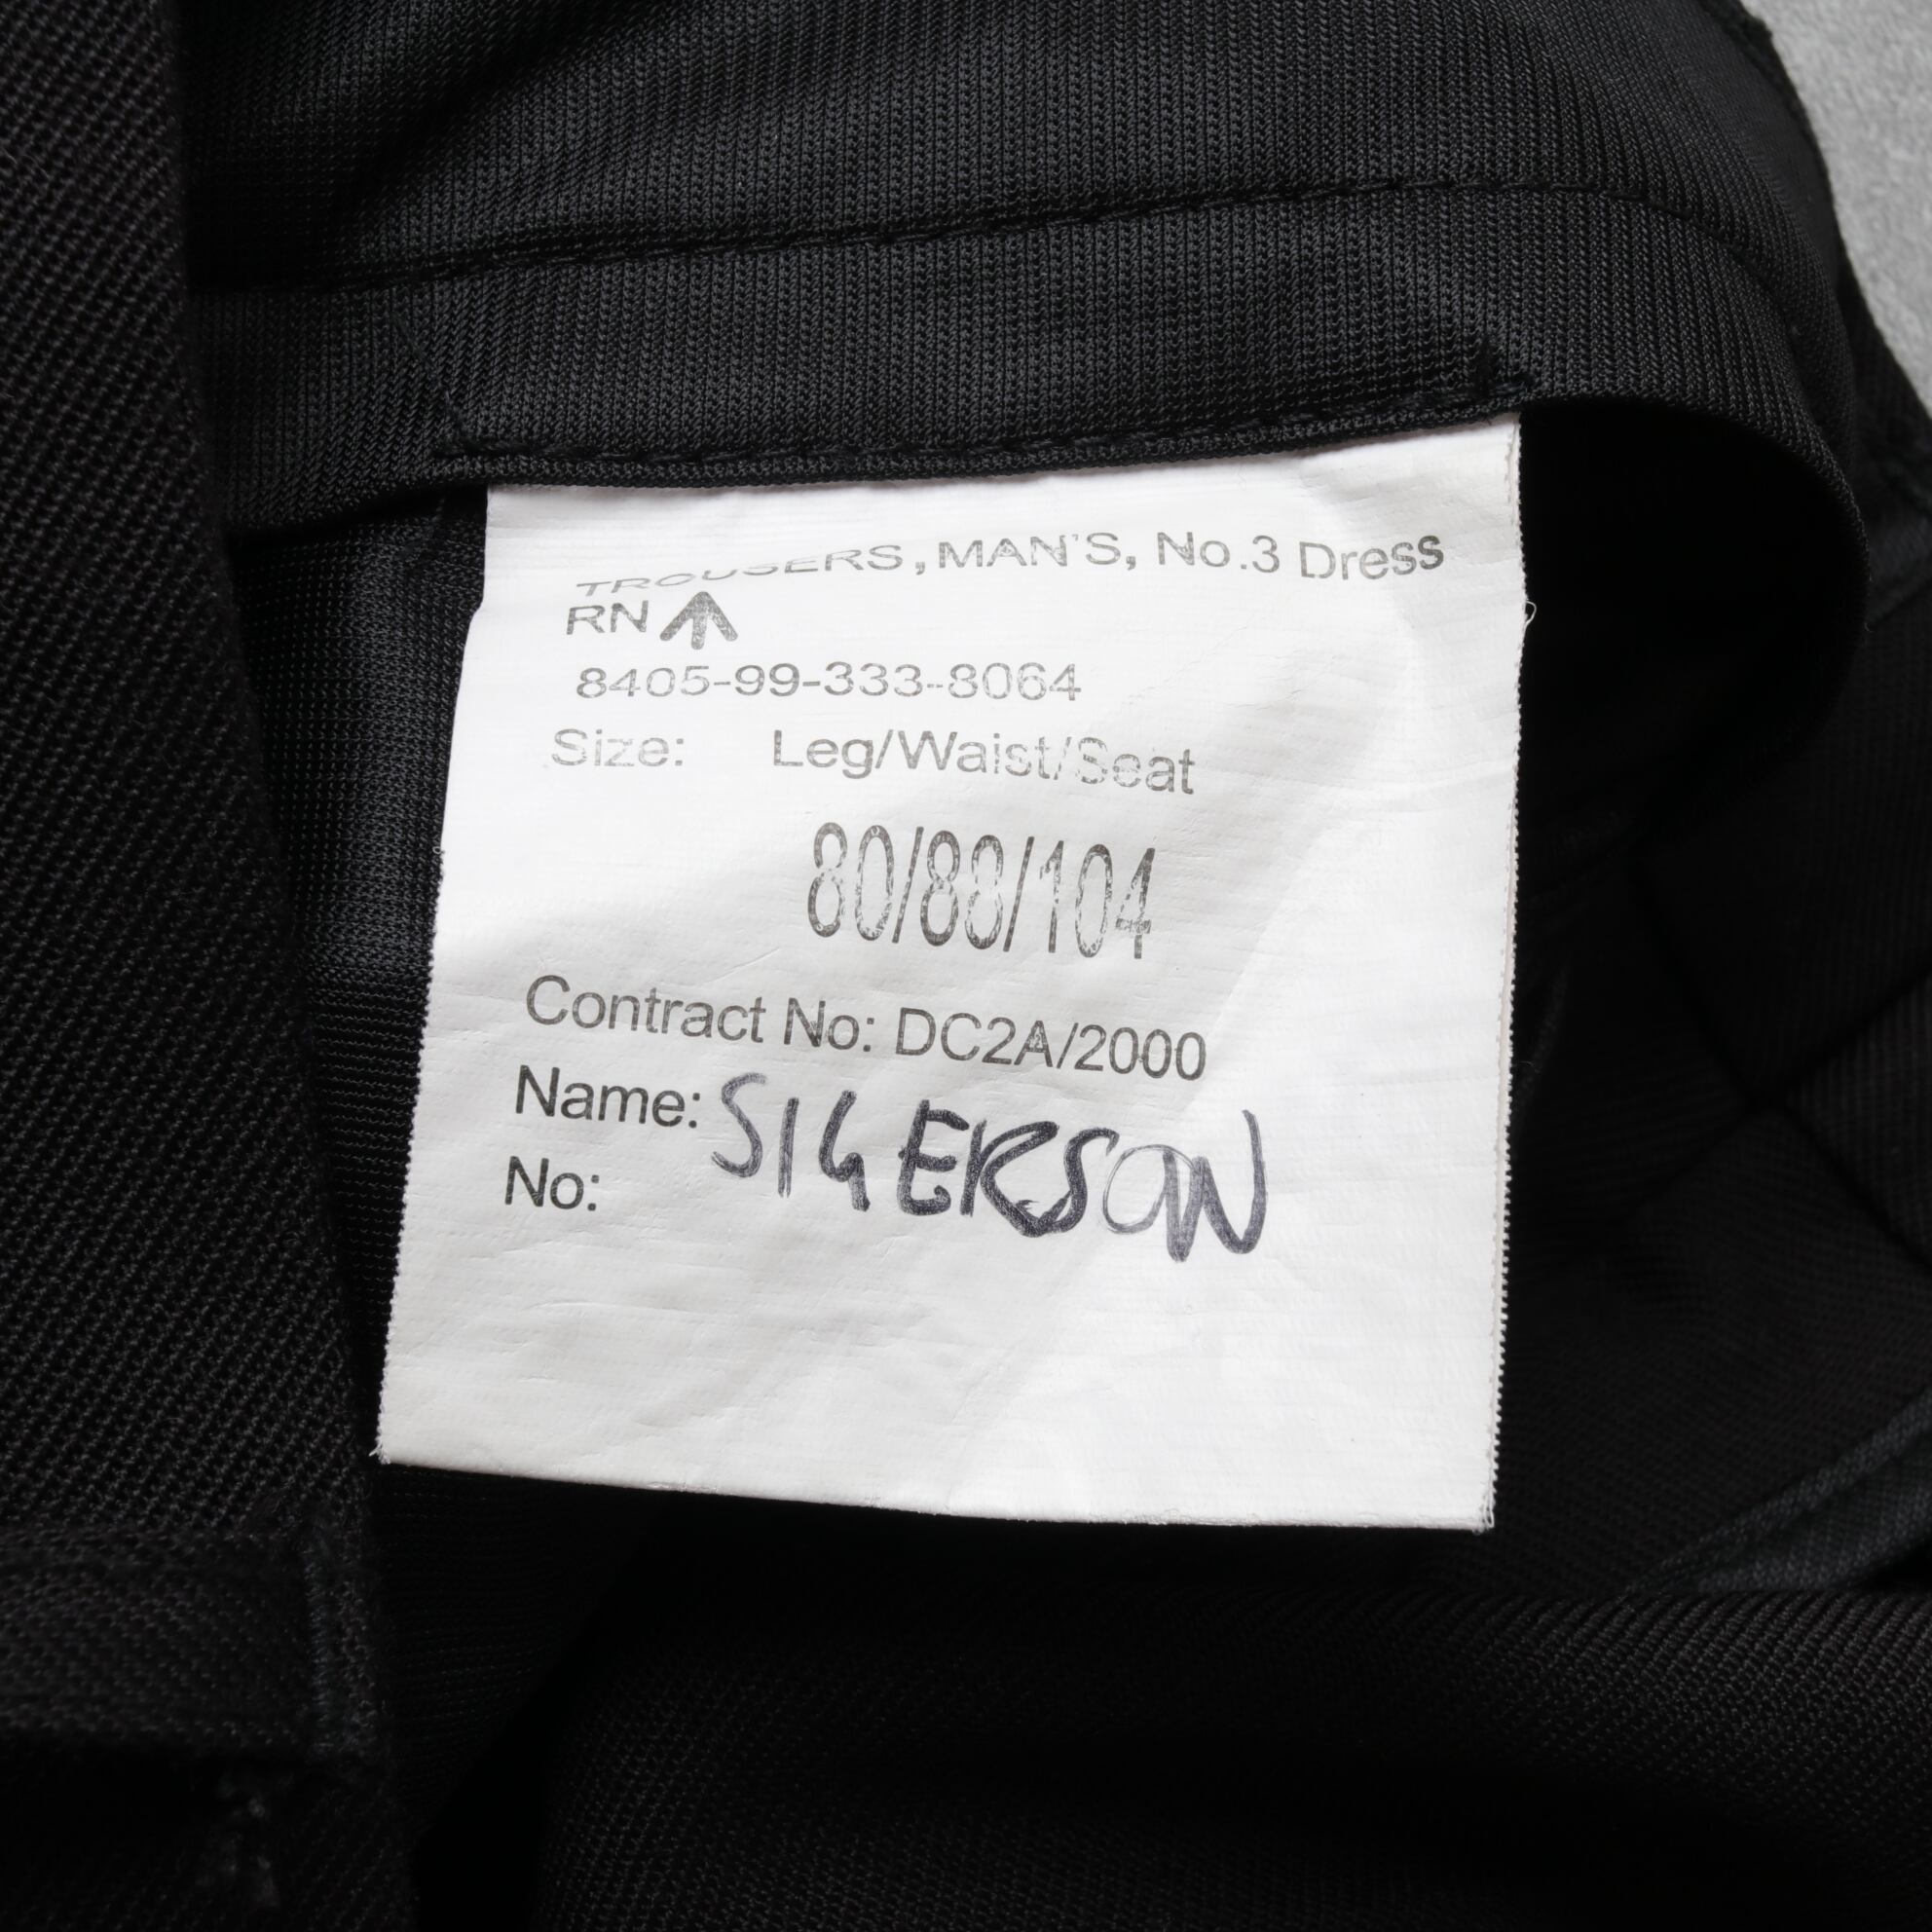 TROUSERS, MAN'S, No.3 Dress
RN
8405-99-333-8064
Size: Leg/Waist/Seat
80/88/104
Contract No: DC2A/2000
Name: SIGERSON
No: